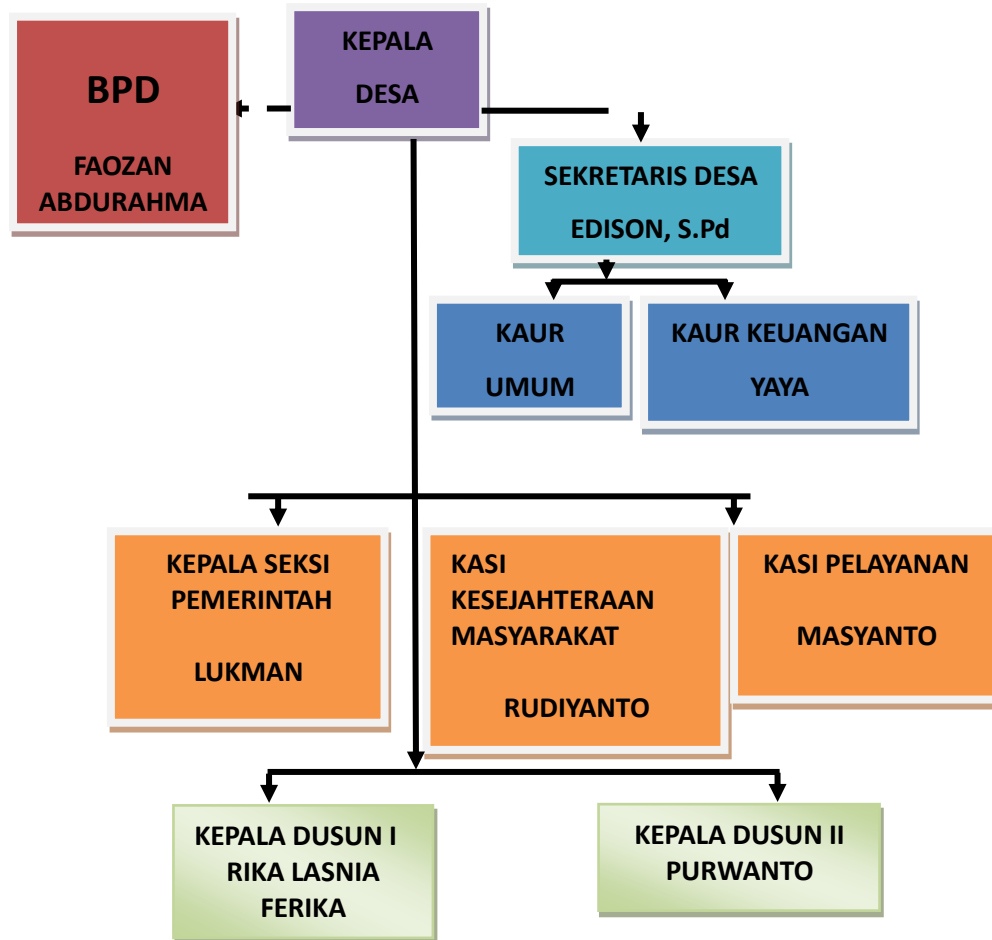 BPD
FAOZAN
ABDURAHMA
KEPALA
DESA
SEKRETARIS DESA
EDISON, S.Pd
KAUR
UMUM
KAUR KEUANGAN
YAYA
KEPALA SEKSI
PEMERINTAH
LUKMAN
KASI
KESEJAHTERAAN
MASYARAKAT
RUDIYANTO
KASI PELAYANAN
MASYANTO
KEPALA DUSUN I
RIKA LASNIA
FERIKA
KEPALA DUSUN II
PURWANTO